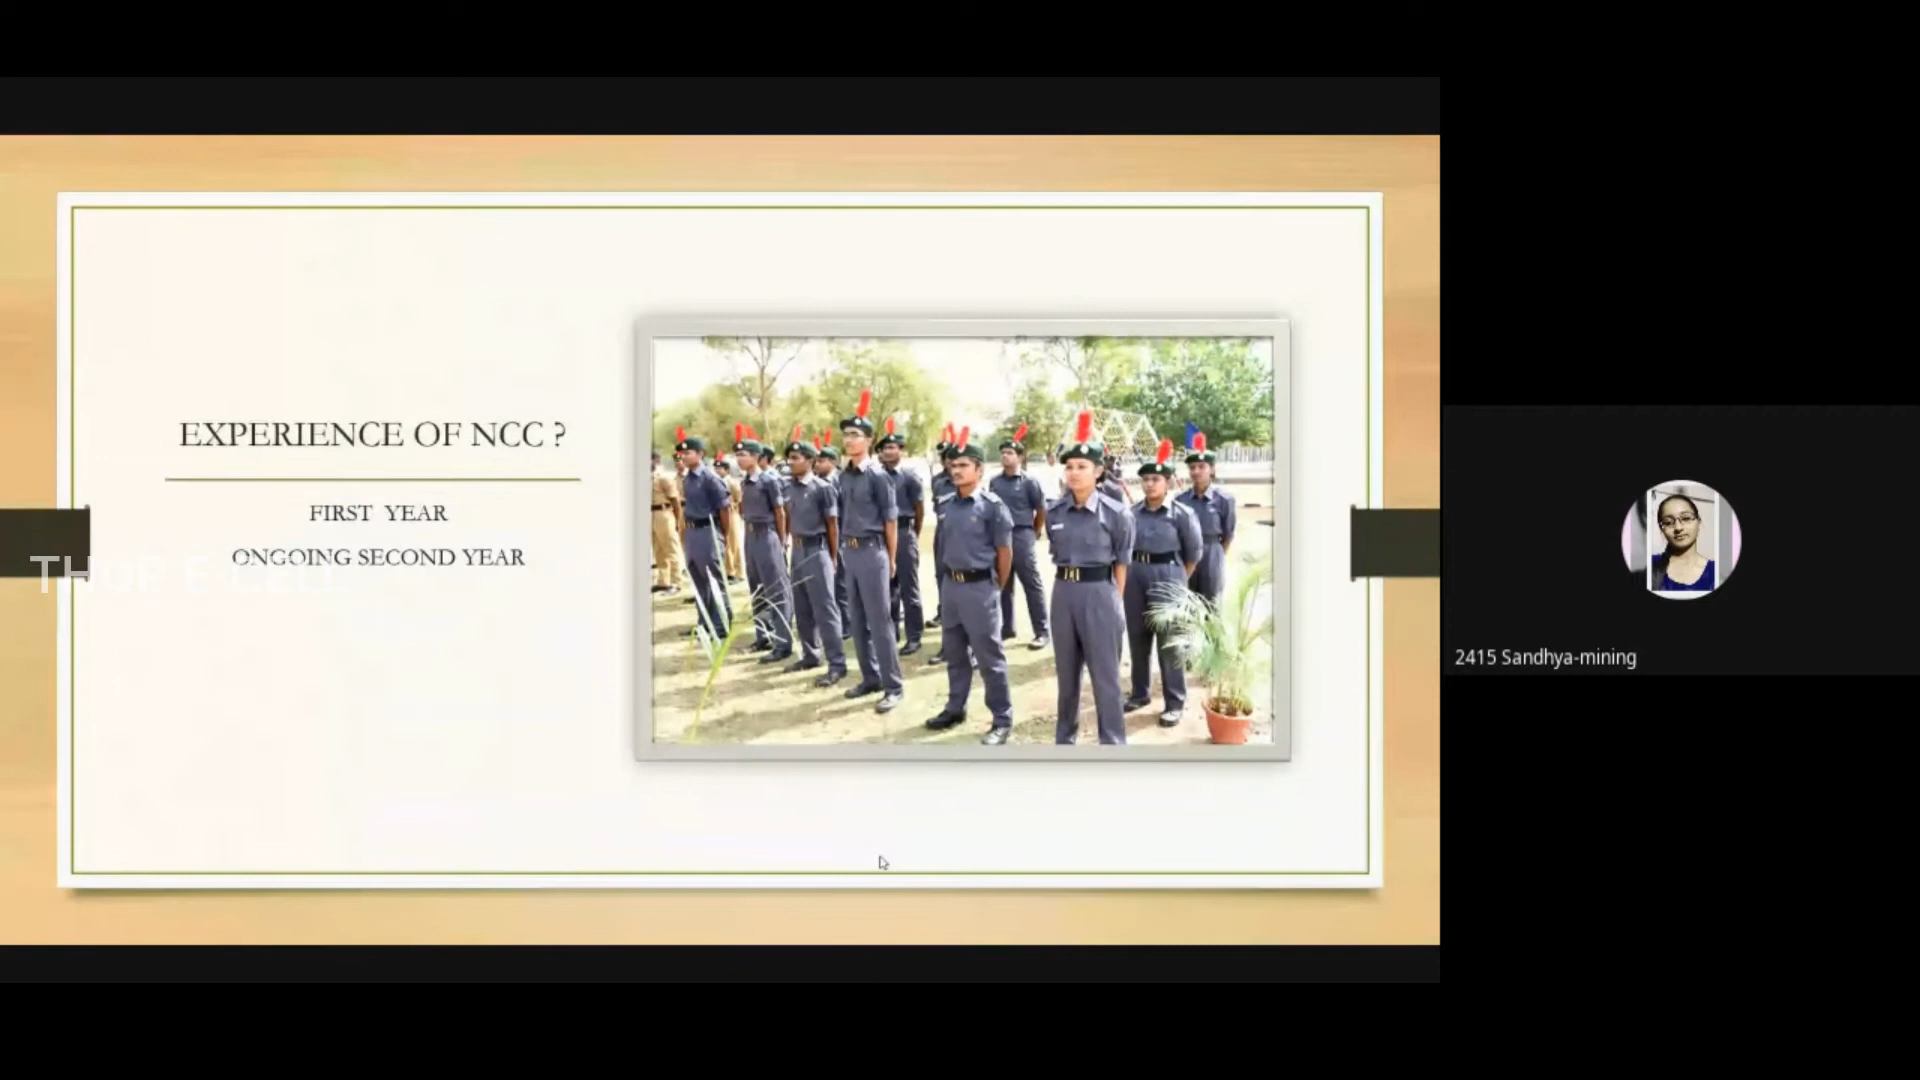 EXPERIENCE OF NCC ?
FIRST YEAR
ONGOING SECOND YEAR
2415 Sandhya-mining